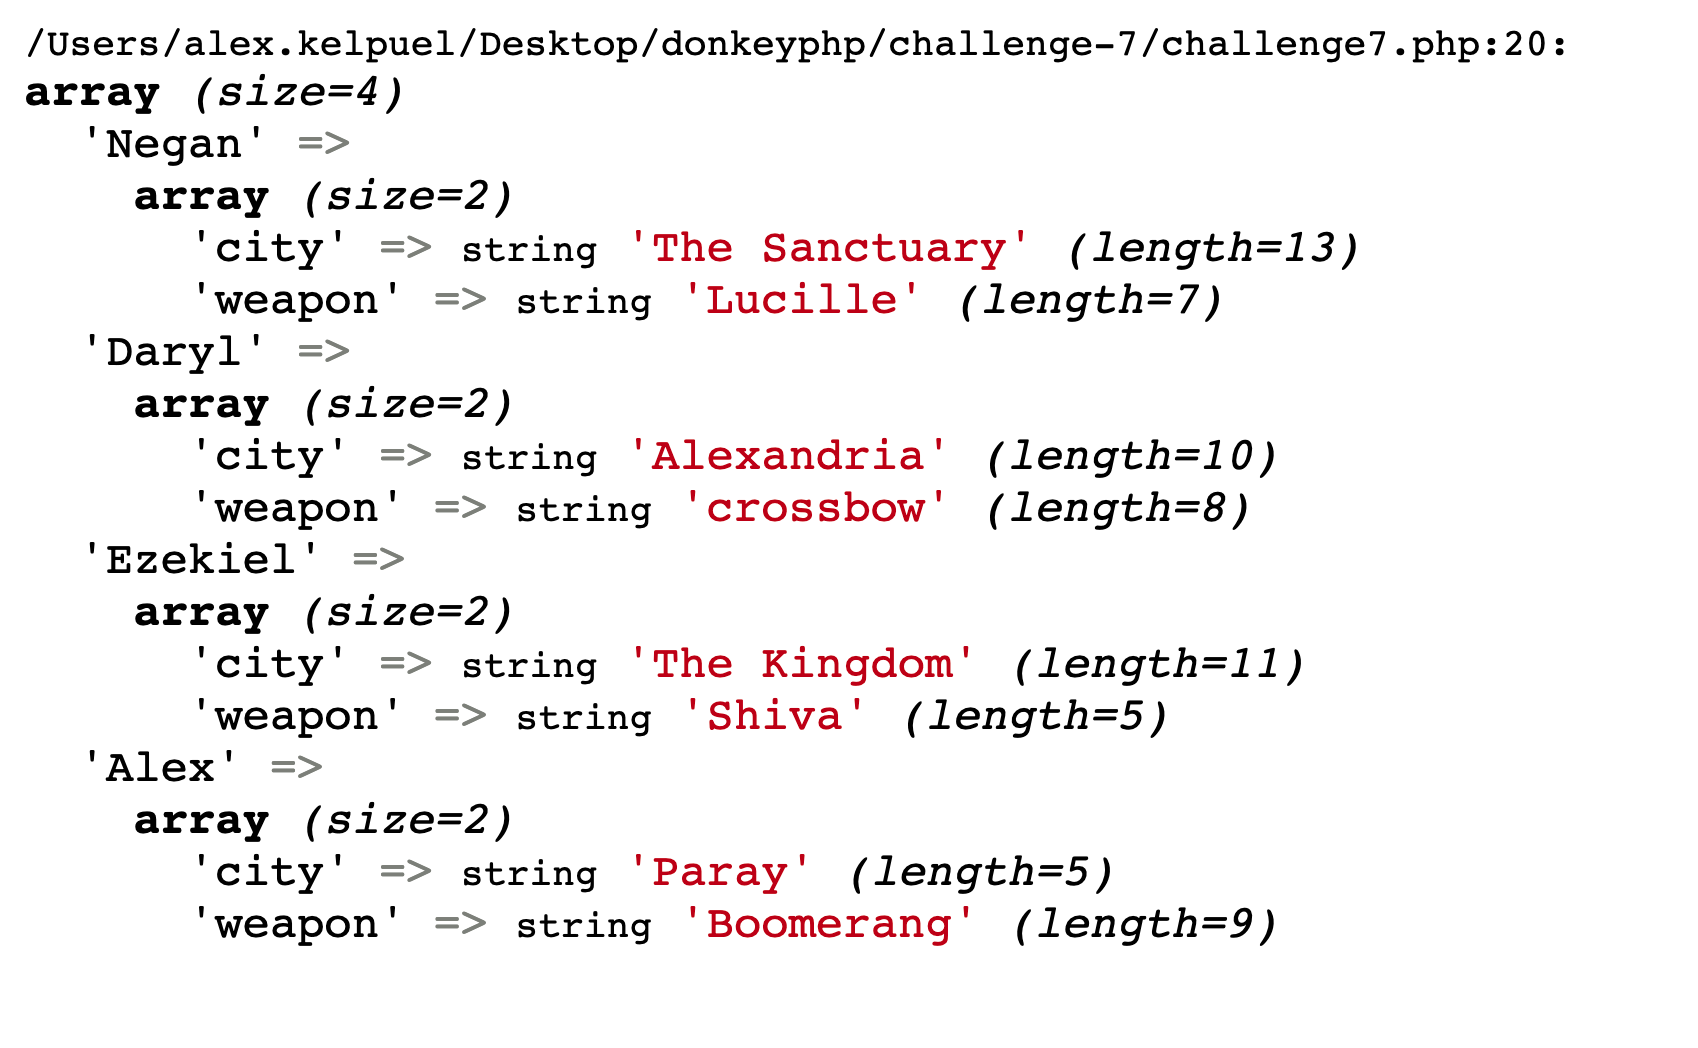 /Users/alex.kelpuel/Desktop/donkeyphp/challenge-7/challenge7.php:20:
array (size=4)
'Negan' =>
array (size=2)
'city' => string 'The Sanctuary' (length=13)
'weapon' => string 'Lucille' (length=7)
'Daryl' =>
array (size=2)
'city' => string 'Alexandria' (length=10)
'weapon' => string 'crossbow' (length=8)
'Ezekiel' =>
array (size=2)
'city' => string 'The Kingdom' (length=11)
'weapon' => string 'Shiva' (length=5)
'Alex' =>
array (size=2)
'city' => string 'Paray' (length=5)
'weapon' => string 'Boomerang' (length=9)